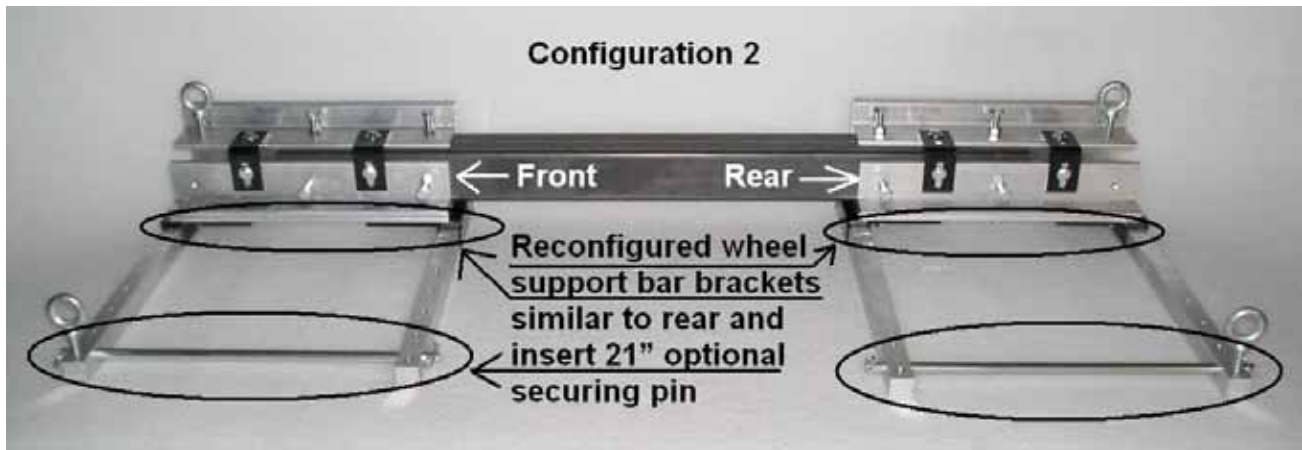 Configuration 2
Front
Rear
Reconfigured wheel
support bar brackets
similar to rear and
insert 21” optional
securing pin